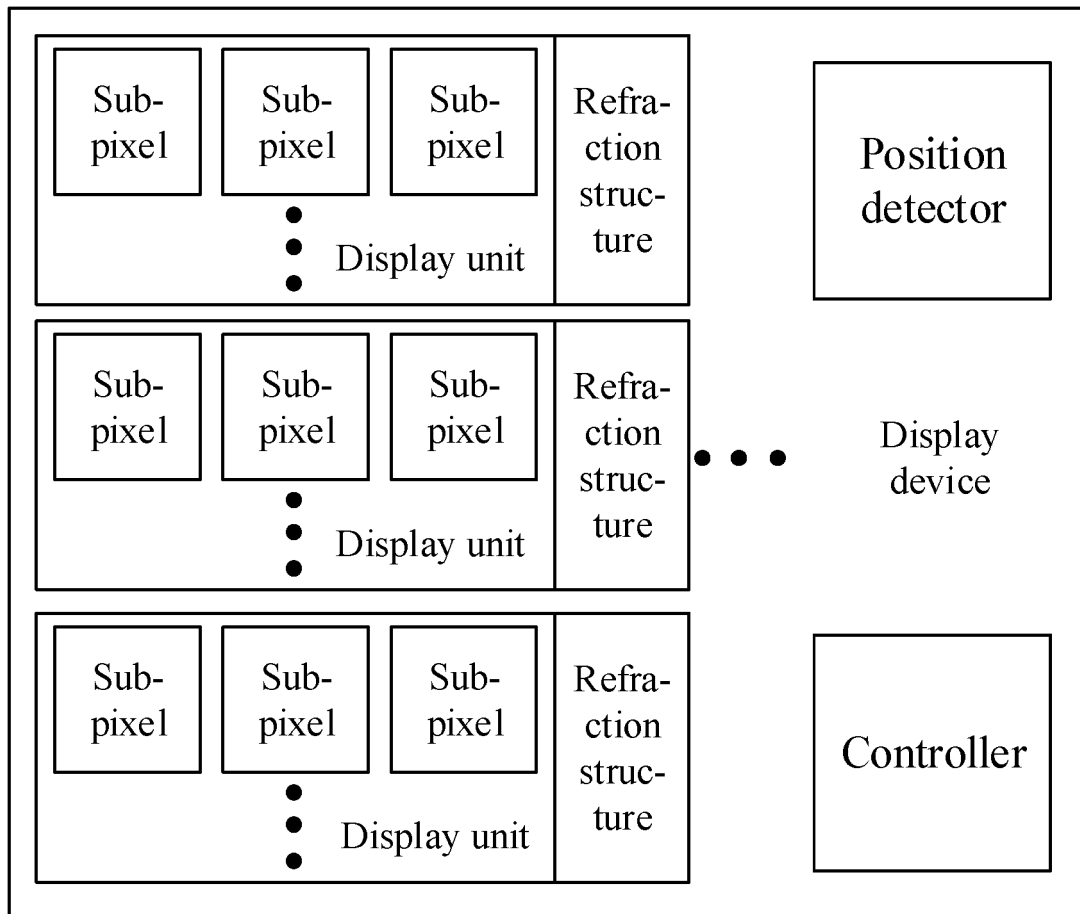 Sub-
pixel
Sub-
pixel
Sub-
pixel
Refra-
ction
struc-
ture
Display unit
Position
detector
Sub-
pixel
Sub-
pixel
Sub-
pixel
Refra-
ction
struc-
ture
Display unit
Display
device
Sub-
pixel
Sub-
pixel
Sub-
pixel
Refra-
ction
struc-
ture
Display unit
Controller